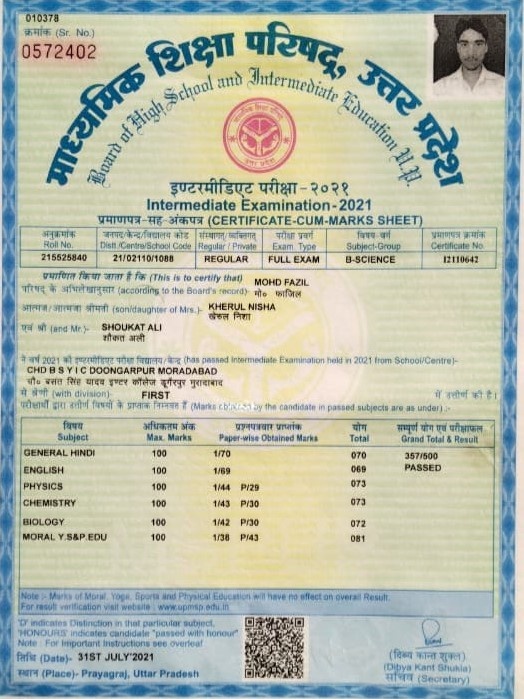 010378
क्रमांक (Sr. No.)
0572402
माध्यमिक शिक्षा परिषद्, उत्तर प्रदेश
Board of High School and Intermediate Education U.P.
इण्टरमीडिएट परीक्षा-२०२१
Intermediate Examination-2021
प्रमाणपत्र-सह-अंकपत्र (CERTIFICATE-CUM-MARKS SHEET)
अनुक्रमांक जनपद/केन्द्र/विद्यालय कोड संस्थागत/व्यक्तिगत परीक्षा प्रवर्ग विषय-वर्ग प्रमाणपत्र क्रमांक
Roll No. Distt./Centre/School Code Regular / Private Exam. Type Subject-Group Certificate No.
215525840 21/02110/1088 REGULAR FULL EXAM B-SCIENCE 12110642
प्रमाणित किया जाता है कि (This is to certify that) MOHD FAZIL
परिषद के अभिलेखानुसार (according to the Board's record)- मो० फाजिल
आत्मज/आत्मजा श्रीमती (son/daughter of Mrs.)- KHERUL NISHA
खेरुल निशा
एवं श्री (and Mr.)- SHOUKAT ALI
शौकत अली
ने वर्ष 2021 की इण्टरमीडिएट परीक्षा विद्यालय/केन्द्र (has passed Intermediate Examination held in 2021 from School/Centre)-
CHD B S Y I C DOONGARPUR MORADABAD
चौ० बसंत सिंह यादव इण्टर कॉलेज डूंगरपुर मुरादाबाद
से श्रेणी (with division)- FIRST में उत्तीर्ण की है।
परीक्षार्थी द्वारा उत्तीर्ण विषयों के प्राप्तांक निम्नवत हैं (Marks obtained by the candidate in passed subjects are as under) :-
विषय अधिकतम अंक प्रश्नपत्रवार प्राप्तांक योग सम्पूर्ण योग एवं परीक्षाफल
Subject Max. Marks Paper-wise Obtained Marks Total Grand Total & Result
GENERAL HINDI 100 1/70 070 357/500
ENGLISH 100 1/69 069 PASSED
PHYSICS 100 1/44 P/29 073
CHEMISTRY 100 1/43 P/30 073
BIOLOGY 100 1/42 P/30 072
MORAL Y.S&P.EDU 100 1/38 P/43 081
Note :- Marks of Moral, Yoga, Sports and Physical Education will have no effect on overall Result.
For result verification visit website : www.upmsp.edu.in
'D' indicates Distinction in that particular subject.
'HONOURS' indicates candidate "passed with honour"
Note :- For Important Instructions see overleaf
तिथि (Date)- 31ST JULY'2021
स्थान (Place)- Prayagraj, Uttar Pradesh
(दिव्य कान्त शुक्ल)
(Dibya Kant Shukla)
सचिव (Secretary)